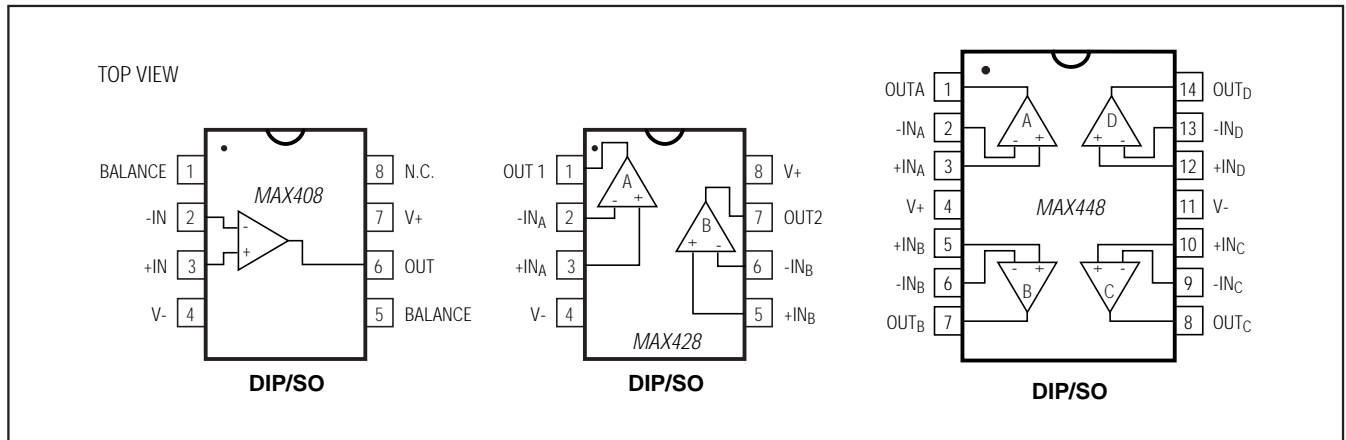 TOP VIEW
BALANCE 1
-IN 2
+IN 3
V- 4
8 N.C.
7 V+
6 OUT
5 BALANCE
MAX408
- 
+
DIP/SO
OUT 1 1
-INA 2
+INA 3
V- 4
8 V+
7 OUT2
6 -INB
5 +INB
A
- +
B
+ -
MAX428
DIP/SO
OUTA 1
-INA 2
+INA 3
V+ 4
+INB 5
-INB 6
OUTB 7
14 OUTD
13 -IND
12 +IND
11 V-
10 +INC
9 -INC
8 OUTC
A
- +
D
+ -
MAX448
- +
B
+ -
C
DIP/SO